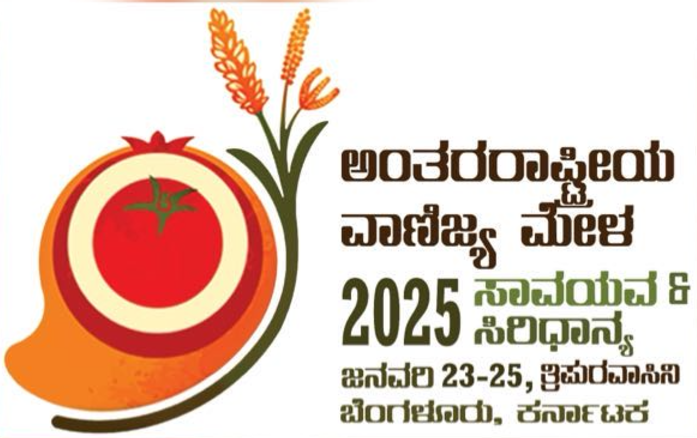 ಅಂತರರಾಷ್ಟ್ರೀಯ
ವಾಣಿಜ್ಯ ಮೇಳ
2025 ಸಾವಯವ &
ಸಿರಿಧಾನ್ಯ
ಜನವರಿ 23-25, ತ್ರಿಪುರವಾಸಿನಿ
ಬೆಂಗಳೂರು, ಕರ್ನಾಟಕ